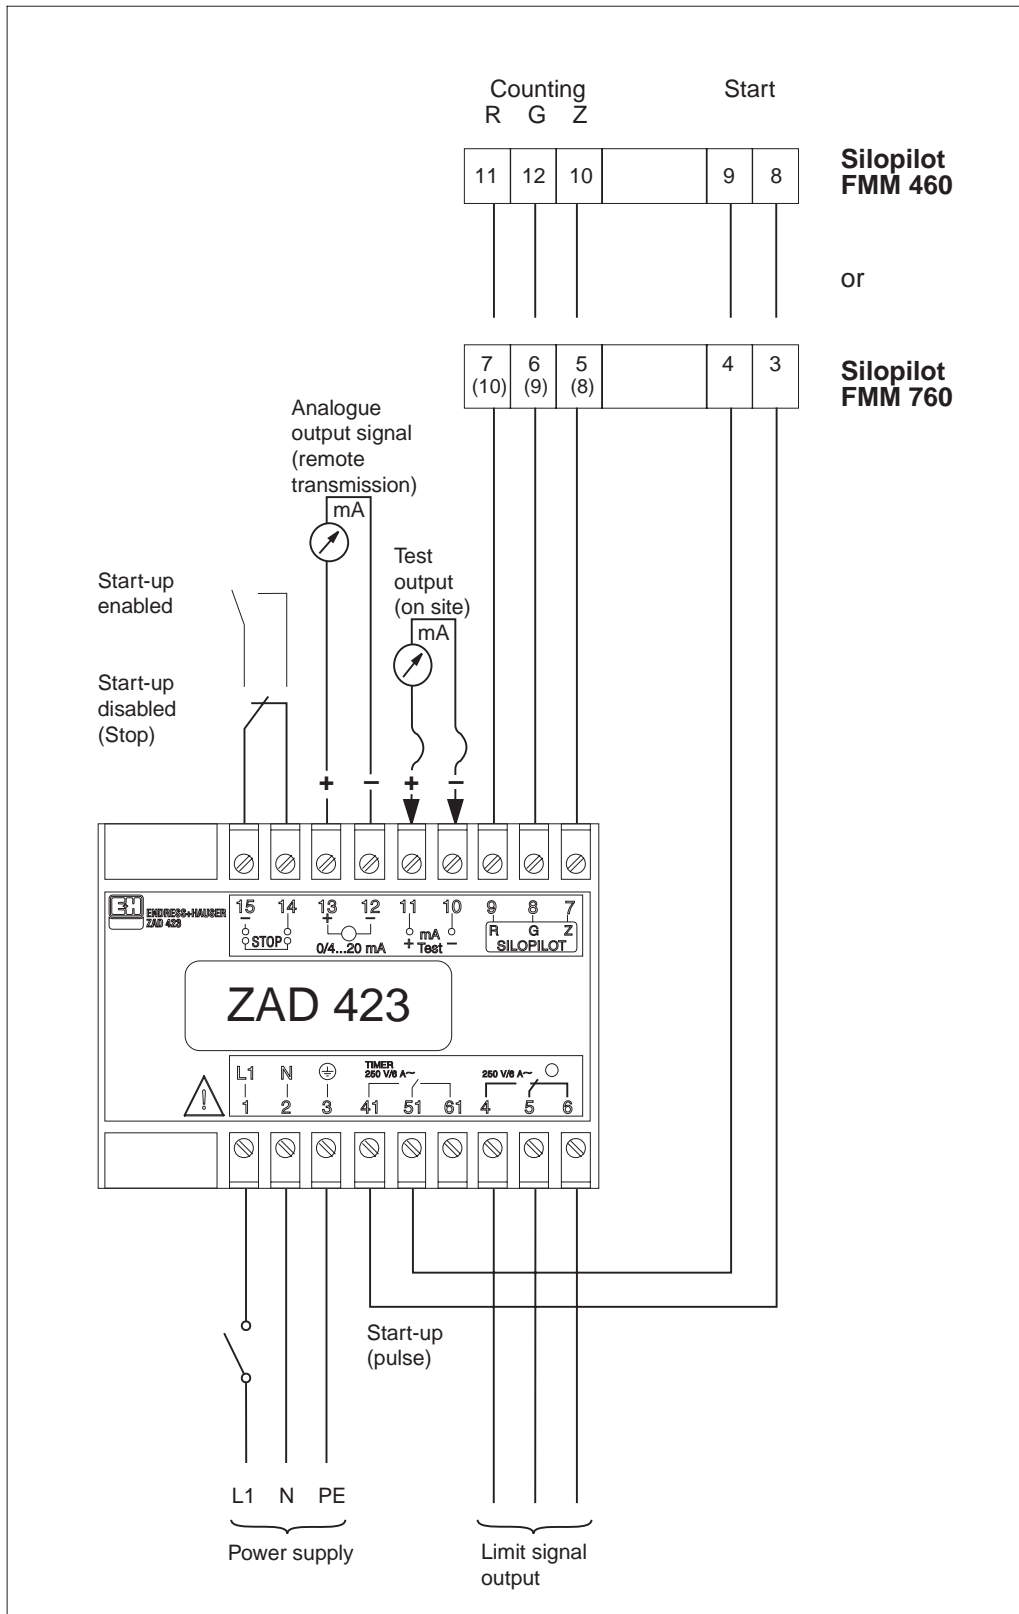 Counting Start
R G Z
11 12 10 9 8
Silopilot
FMM 460
or
7 6 5 4 3
(10) (9) (8)
Silopilot
FMM 760
Analogue
output signal
(remote
transmission)
mA
Test
output
(on site)
mA
Start-up
enabled
Start-up
disabled
(Stop)
+ – + –
E+H ENDRESS+HAUSER
ZAD 423
15 14 13 12 11 10 9 8 7
– + – R G Z
STOP 0/4...20 mA + mA Test – SILOPILOT
ZAD 423
L1 N TIMER
250 V/6 A~ 250 V/6 A~
1 2 3 41 51 61 4 5 6
!
Start-up
(pulse)
L1 N PE
Power supply
Limit signal
output